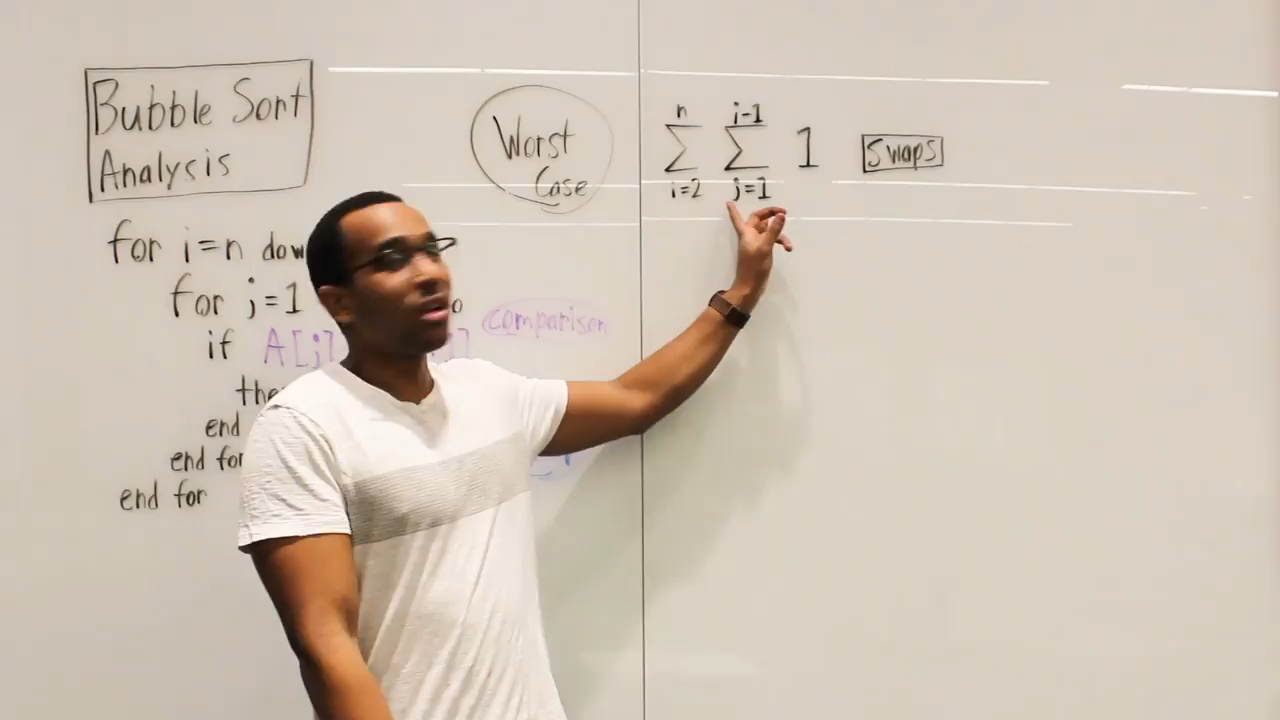 Bubble Sort
Analysis
for i=n dow
for j=1
if A[j]
the
end
end for
end for
comparison
Worst
Case
n
∑
i=2
i-1
∑
j=1
1
Swaps